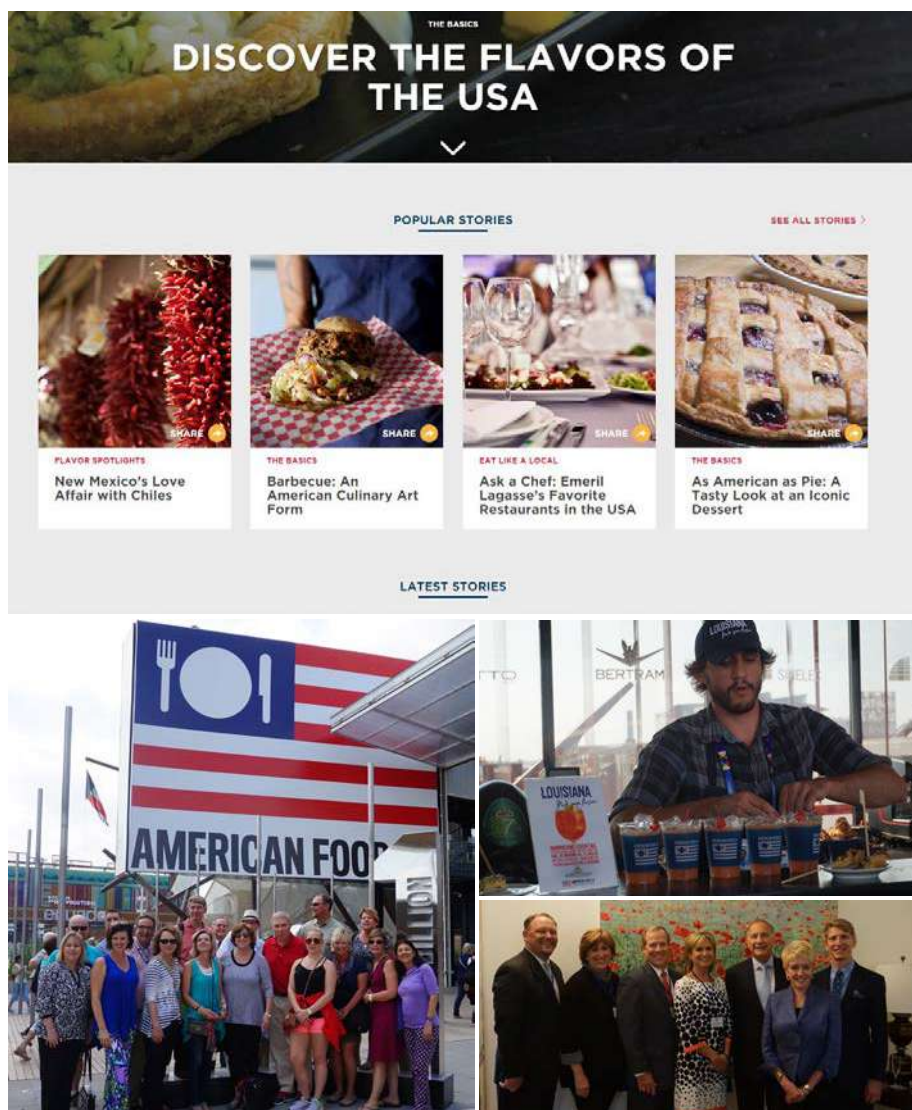 THE BASICS
DISCOVER THE FLAVORS OF
THE USA
POPULAR STORIES
SEE ALL STORIES >
SHARE
SHARE
SHARE
SHARE
FLAVOR SPOTLIGHTS
New Mexico's Love
Affair with Chiles
THE BASICS
Barbecue: An
American Culinary Art
Form
EAT LIKE A LOCAL
Ask a Chef: Emeril
Lagasse's Favorite
Restaurants in the USA
THE BASICS
As American as Pie: A
Tasty Look at an Iconic
Dessert
LATEST STORIES
AMERICAN FOO
LOUISIANA
BERTRAM
LOUISIANA